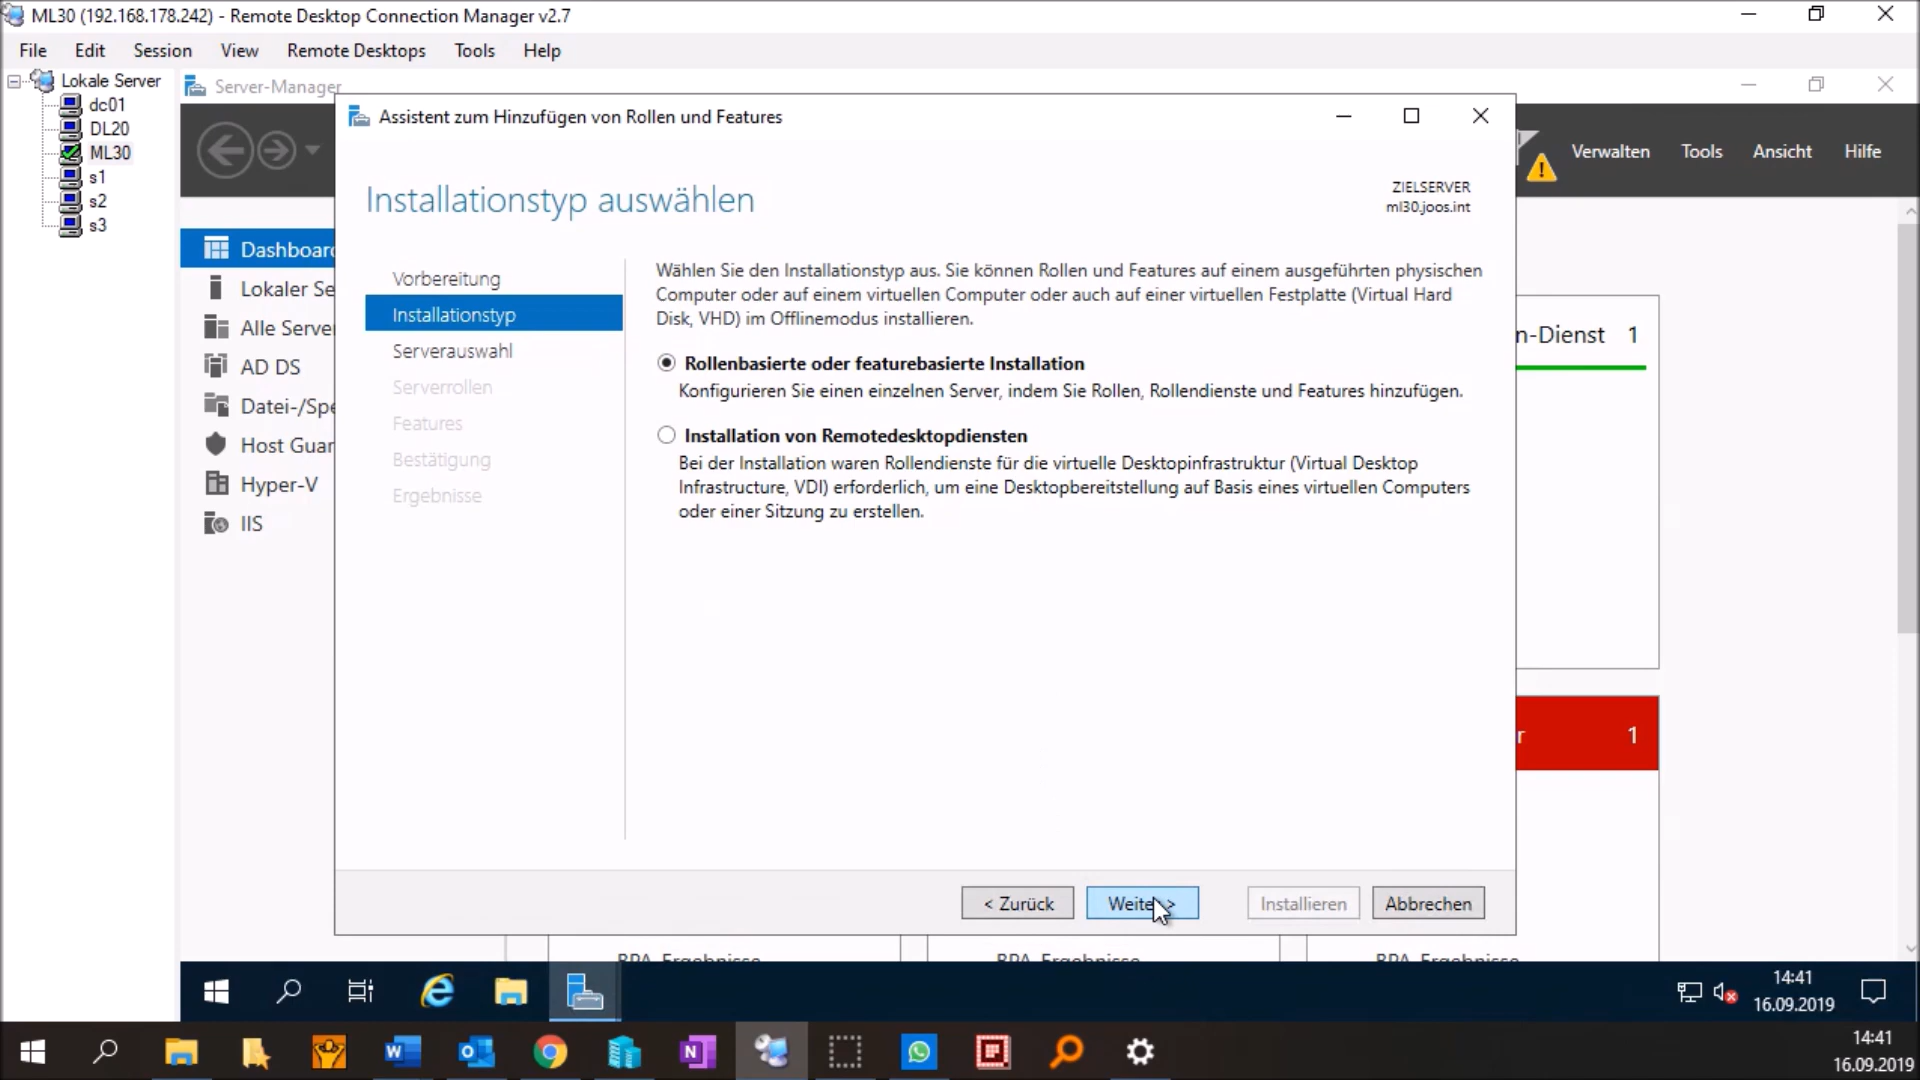 ML30 (192.168.178.242) - Remote Desktop Connection Manager v2.7
File Edit Session View Remote Desktops Tools Help
Lokale Server
dc01
DL20
ML30
s1
s2
s3
Server-Manager
Verwalten Tools Ansicht Hilfe
Dashboard
Lokaler Se
Alle Server
AD DS
Datei-/Spe
Host Guar
Hyper-V
IIS
Assistent zum Hinzufügen von Rollen und Features
Installationstyp auswählen
ZIELSERVER
ml30.joos.int
Vorbereitung
Installationstyp
Serverauswahl
Serverrollen
Features
Bestätigung
Ergebnisse
Wählen Sie den Installationstyp aus. Sie können Rollen und Features auf einem ausgeführten physischen
Computer oder auf einem virtuellen Computer oder auch auf einer virtuellen Festplatte (Virtual Hard
Disk, VHD) im Offlinemodus installieren.
Rollenbasierte oder featurebasierte Installation
Konfigurieren Sie einen einzelnen Server, indem Sie Rollen, Rollendienste und Features hinzufügen.
Installation von Remotedesktopdiensten
Bei der Installation waren Rollendienste für die virtuelle Desktopinfrastruktur (Virtual Desktop
Infrastructure, VDI) erforderlich, um eine Desktopbereitstellung auf Basis eines virtuellen Computers
oder einer Sitzung zu erstellen.
< Zurück Weiter > Installieren Abbrechen
n-Dienst 1
r 1
BPA-Ergebnisse BPA-Ergebnisse BPA-Ergebnisse
14:41
16.09.2019
14:41
16.09.2019